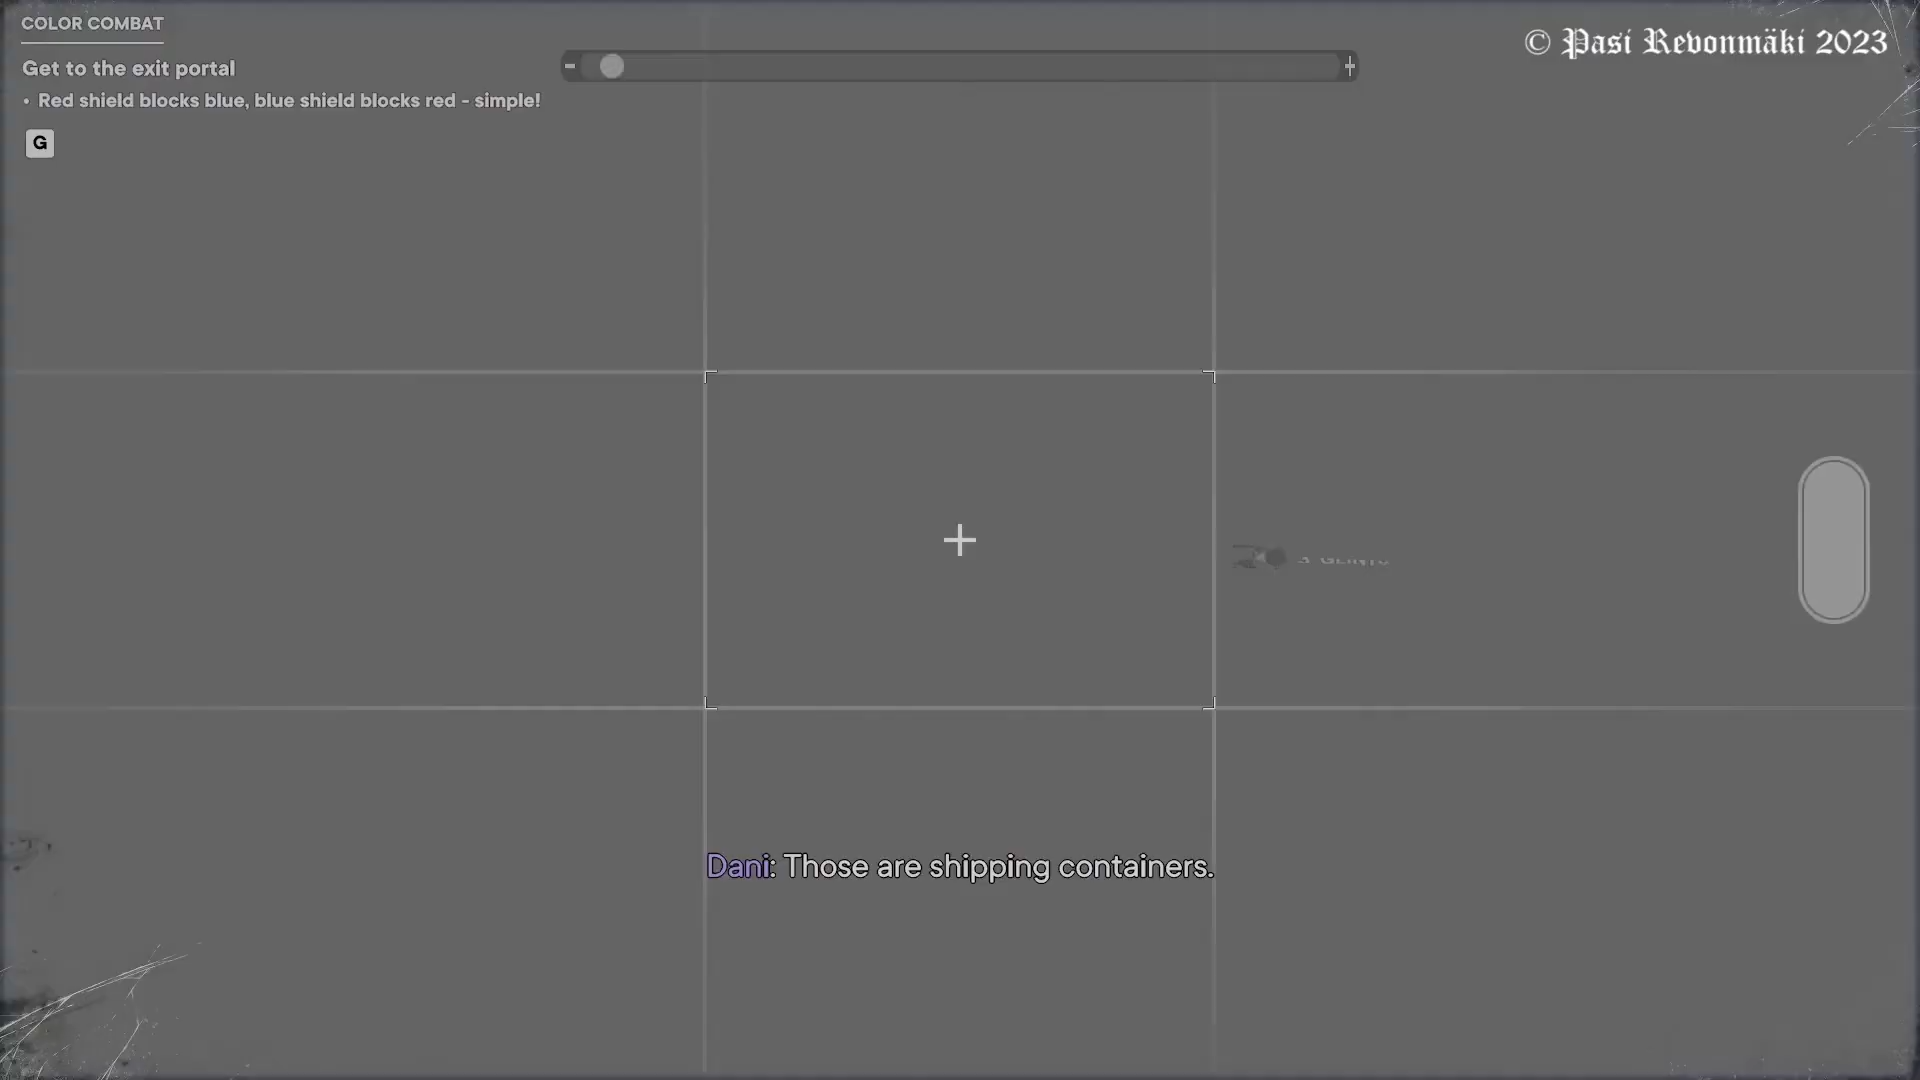 COLOR COMBAT
© Pasi Revonmäki 2023
Get to the exit portal
• Red shield blocks blue, blue shield blocks red - simple!
G
Dani: Those are shipping containers.